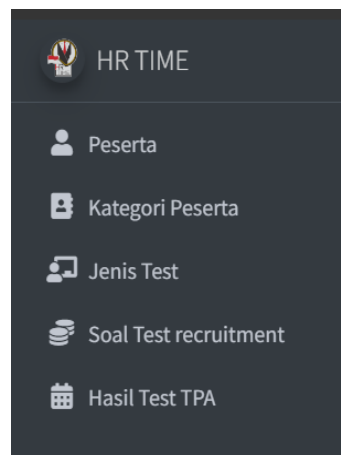 HR TIME
Peserta
Kategori Peserta
Jenis Test
Soal Test recruitment
Hasil Test TPA